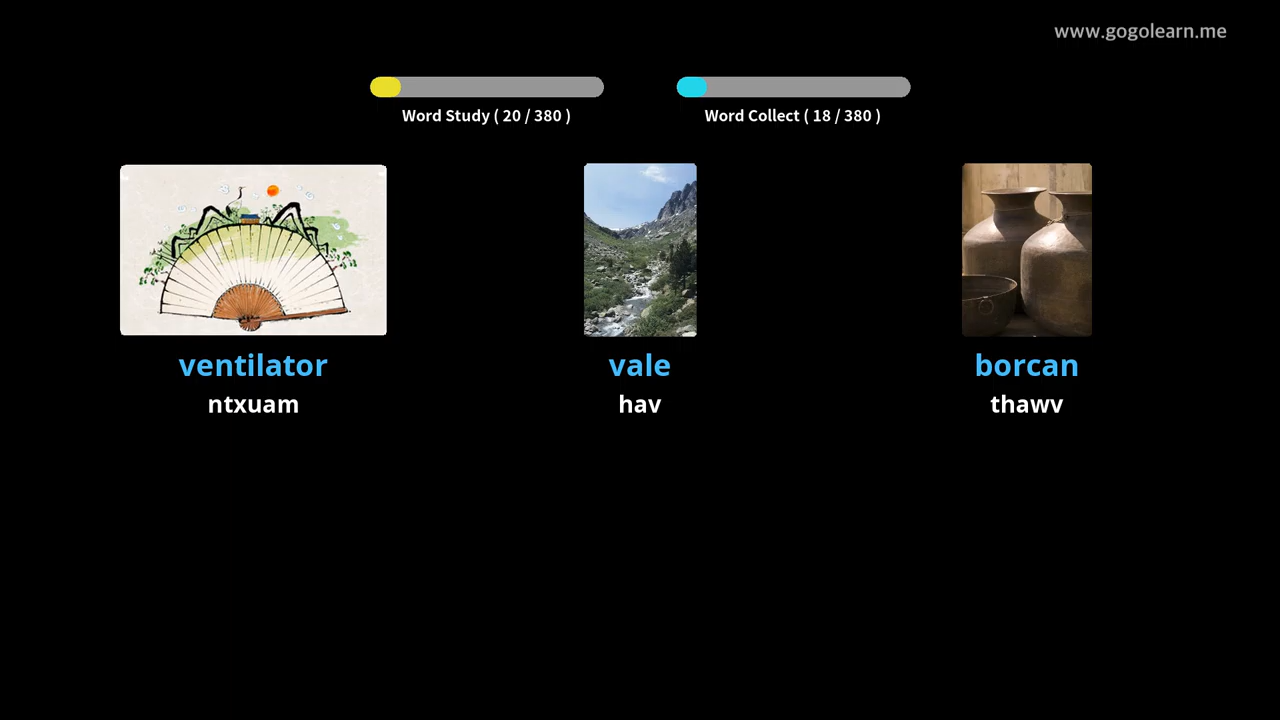 www.gogolearn.me
Word Study ( 20 / 380 )
Word Collect ( 18 / 380 )
ventilator
ntxuam
vale
hav
borcan
thawv